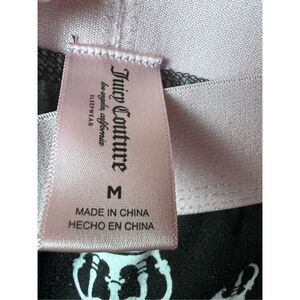 Juicy Couture
los angeles, california
SLEEPWEAR
M
MADE IN CHINA
HECHO EN CHINA